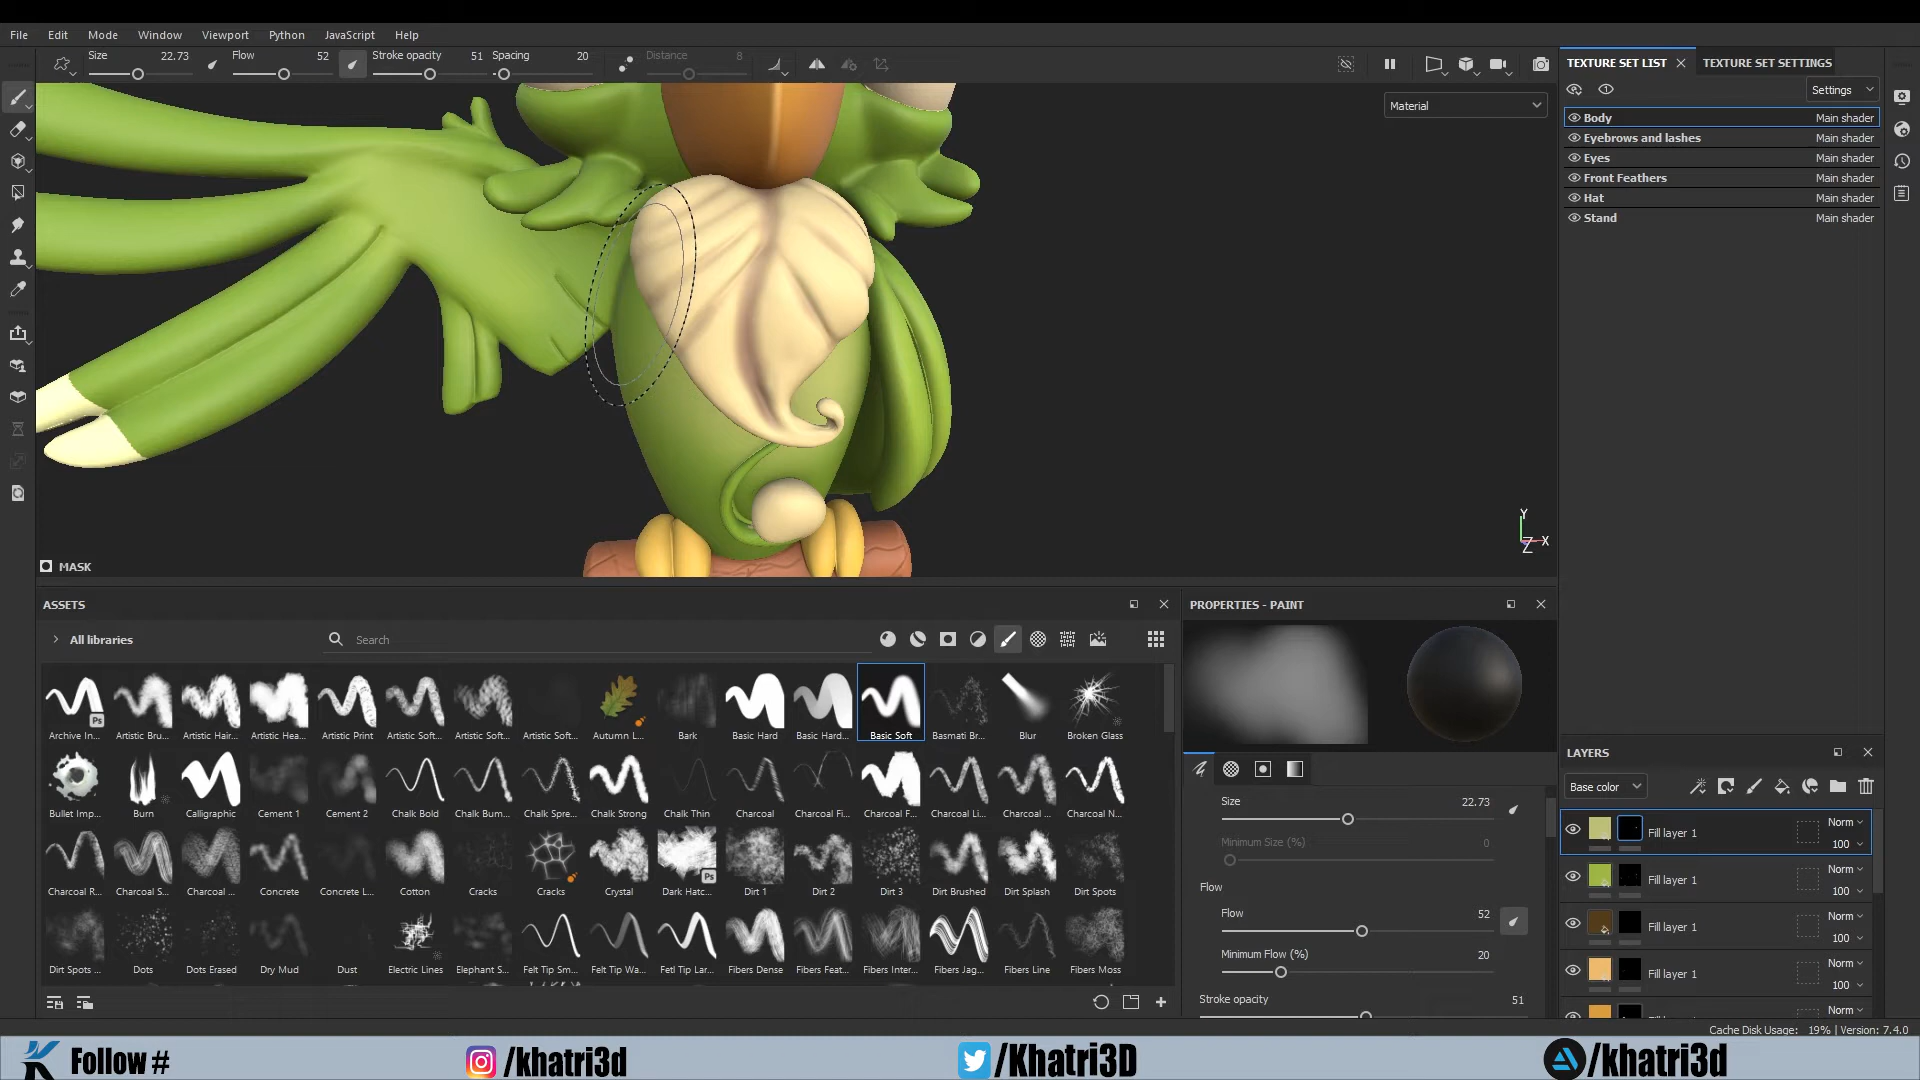 File Edit Mode Window Viewport Python JavaScript Help
Size 22.73 Flow 52 Stroke opacity 51 Spacing 20 Distance 8
Material
MASK
Y
X
Z
TEXTURE SET LIST TEXTURE SET SETTINGS
Settings
Body Main shader
Eyebrows and lashes Main shader
Eyes Main shader
Front Feathers Main shader
Hat Main shader
Stand Main shader
ASSETS
All libraries Search
Archive In... Artistic Bru... Artistic Hair... Artistic Hea... Artistic Print Artistic Soft... Artistic Soft... Artistic Soft... Autumn L... Bark Basic Hard Basic Hard... Basic Soft Basmati Br... Blur Broken Glass
Bullet Imp... Burn Calligraphic Cement 1 Cement 2 Chalk Bold Chalk Bum... Chalk Spre... Chalk Strong Chalk Thin Charcoal Charcoal Fi... Charcoal F... Charcoal Li... Charcoal M... Charcoal N...
Charcoal R... Charcoal S... Charcoal ... Concrete Concrete L... Cotton Cracks Cracks Crystal Dark Hatc... Dirt 1 Dirt 2 Dirt 3 Dirt Brushed Dirt Splash Dirt Spots
Dirt Spots ... Dots Dots Erased Dry Mud Dust Electric Lines Elephant S... Felt Tip Sm... Felt Tip Wa... Fetl Tip Lar... Fibers Dense Fibers Feat... Fibers Inter... Fibers Jag... Fibers Line Fibers Moss
PROPERTIES - PAINT
Size 22.73
Minimum Size (%) 0
Flow
Flow 52
Minimum Flow (%) 20
Stroke opacity 51
LAYERS
Base color
Fill layer 1 Norm 100
Fill layer 1 Norm 100
Fill layer 1 Norm 100
Fill layer 1 Norm 100
Norm
Cache Disk Usage: 19% | Version: 7.4.0
Follow # /khatri3d /Khatri3D /khatri3d